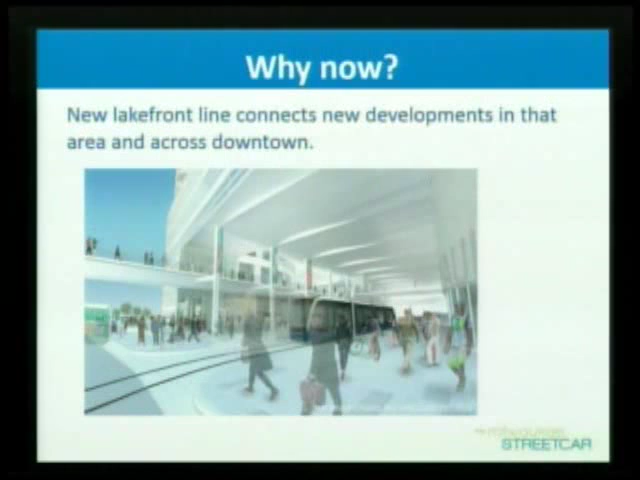 Why now?
New lakefront line connects new developments in that
area and across downtown.
STREETCAR